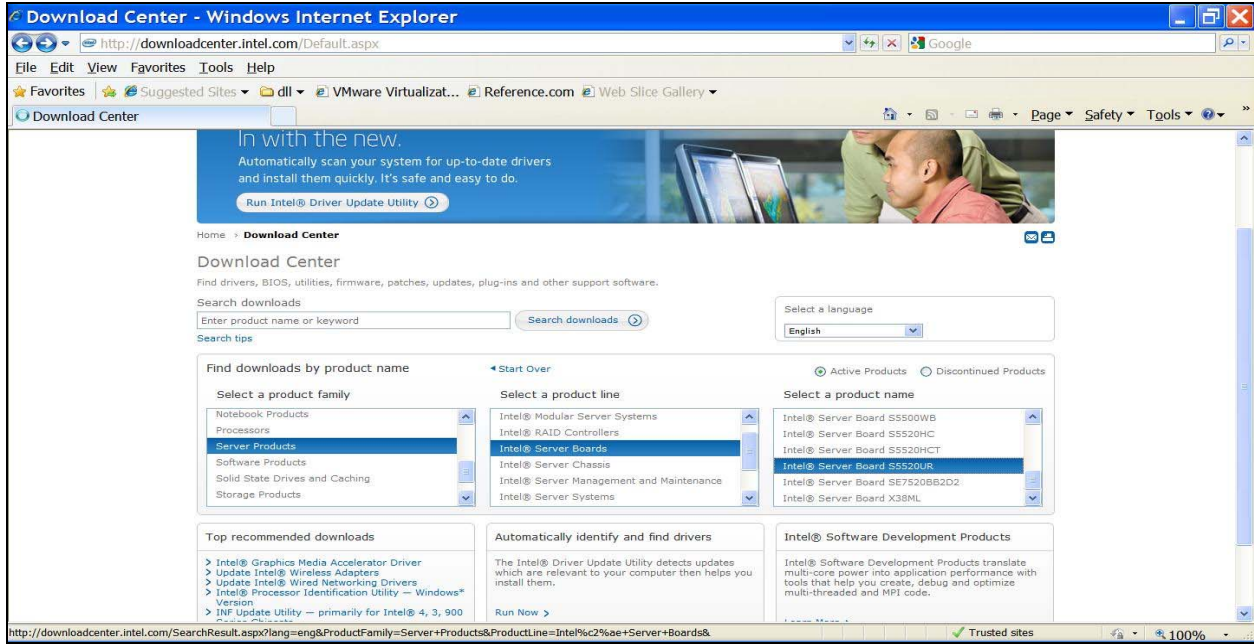 Download Center - Windows Internet Explorer
http://downloadcenter.intel.com/Default.aspx
Google
File Edit View Favorites Tools Help
Favorites Suggested Sites dll VMware Virtualizat... Reference.com Web Slice Gallery
Download Center
Page Safety Tools »
In with the new.
Automatically scan your system for up-to-date drivers
and install them quickly. It's safe and easy to do.
Run Intel® Driver Update Utility
Home › Download Center
Download Center
Find drivers, BIOS, utilities, firmware, patches, updates, plug-ins and other support software.
Search downloads
Enter product name or keyword
Search downloads
Search tips
Select a language
English
Find downloads by product name
Start Over
Active Products Discontinued Products
Select a product family
Notebook Products
Processors
Server Products
Software Products
Solid State Drives and Caching
Storage Products
Select a product line
Intel® Modular Server Systems
Intel® RAID Controllers
Intel® Server Boards
Intel® Server Chassis
Intel® Server Management and Maintenance
Intel® Server Systems
Select a product name
Intel® Server Board S5500WB
Intel® Server Board S5520HC
Intel® Server Board S5520HCT
Intel® Server Board S5520UR
Intel® Server Board SE7520BB2D2
Intel® Server Board X38ML
Top recommended downloads
> Intel® Graphics Media Accelerator Driver
> Update Intel® Wireless Adapters
> Update Intel® Wired Networking Drivers
> Intel® Processor Identification Utility — Windows*
Version
> INF Update Utility — primarily for Intel® 4, 3, 900
Automatically identify and find drivers
The Intel® Driver Update Utility detects updates
which are relevant to your computer then helps you
install them.
Run Now >
Intel® Software Development Products
Intel® Software Development Products translate
multi-core power into application performance with
tools that help you create, debug and optimize
multi-threaded and MPI code.
http://downloadcenter.intel.com/SearchResult.aspx?lang=eng&ProductFamily=Server+Products&ProductLine=Intel%c2%ae+Server+Boards&
Trusted sites
100%